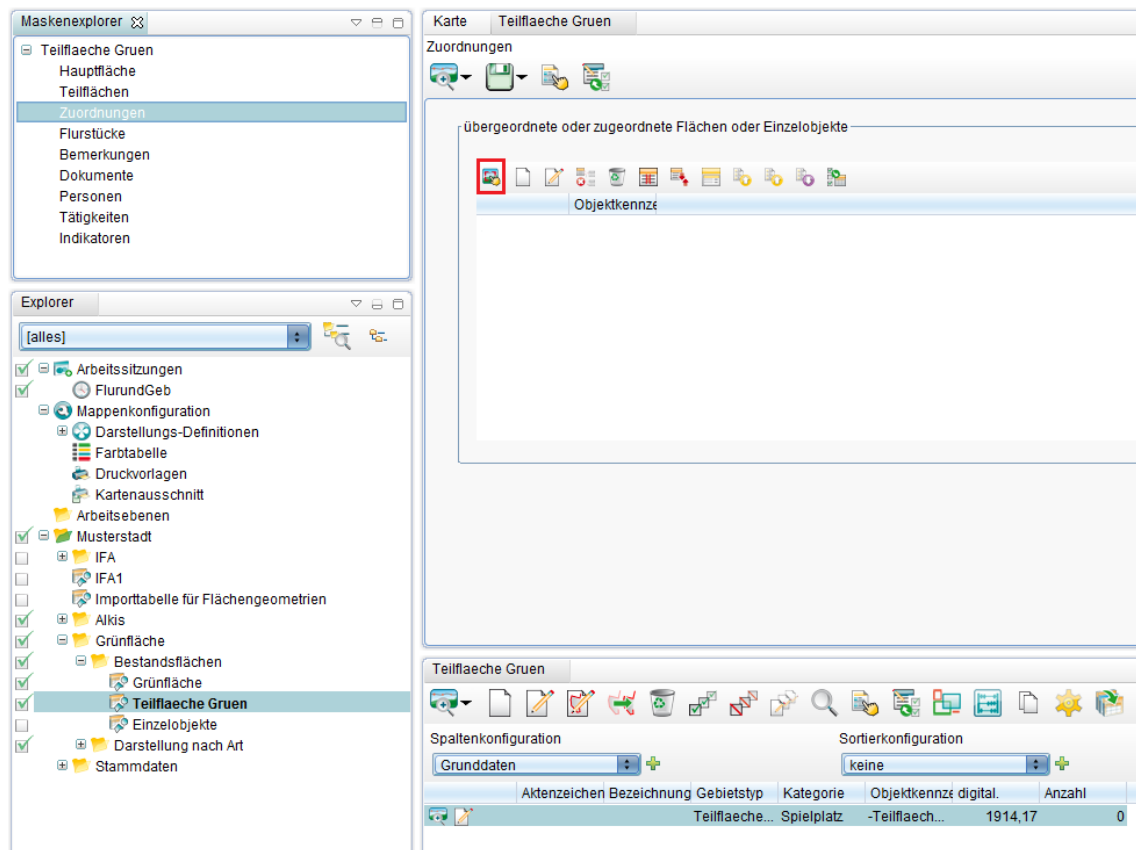 Maskenexplorer
Teilflaeche Gruen
Hauptfläche
Teilflächen
Zuordnungen
Flurstücke
Bemerkungen
Dokumente
Personen
Tätigkeiten
Indikatoren
Explorer
[alles]
Arbeitssitzungen
FlurundGeb
Mappenkonfiguration
Darstellungs-Definitionen
Farbtabelle
Druckvorlagen
Kartenausschnitt
Arbeitsebenen
Musterstadt
IFA
IFA1
Importtabelle für Flächengeometrien
Alkis
Grünfläche
Bestandsflächen
Grünfläche
Teilflaeche Gruen
Einzelobjekte
Darstellung nach Art
Stammdaten
Karte Teilflaeche Gruen
Zuordnungen
übergeordnete oder zugeordnete Flächen oder Einzelobjekte
Objektkennze
Teilflaeche Gruen
Spaltenkonfiguration Sortierkonfiguration
Grunddaten keine
Aktenzeichen Bezeichnung Gebietstyp Kategorie Objektkennze digital. Anzahl
Teilflaeche... Spielplatz -Teilflaech... 1914,17 0